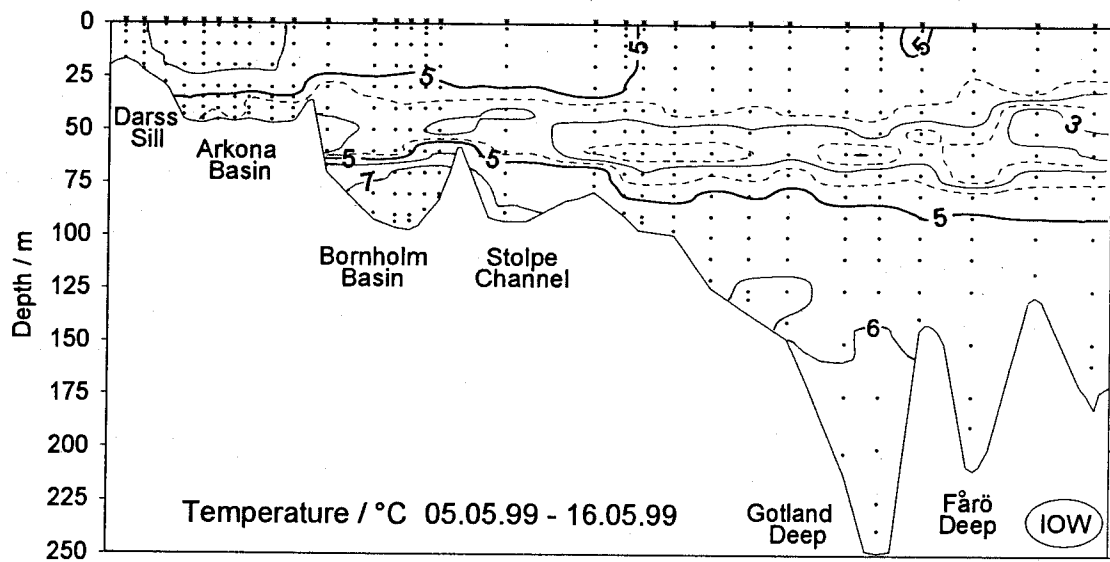 0
25
50
75
100
125
150
175
200
225
250
Depth / m
5
5
5
5
3
5
5
7
5
6
Darss
Sill
Arkona
Basin
Bornholm
Basin
Stolpe
Channel
Gotland
Deep
Fårö
Deep
IOW
Temperature / °C 05.05.99 - 16.05.99